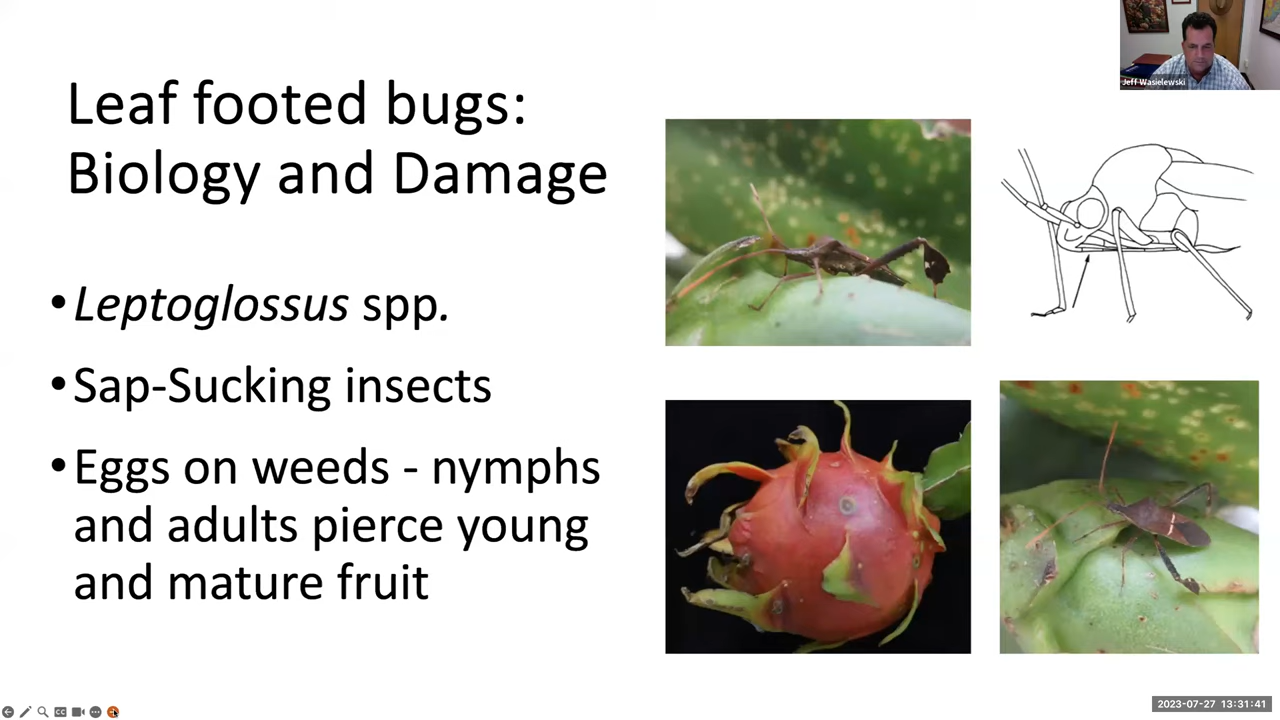 Jeff Wasielewski
Leaf footed bugs:
Biology and Damage
•Leptoglossus spp.
•Sap-Sucking insects
•Eggs on weeds - nymphs
and adults pierce young
and mature fruit
CC
2023-07-27 13:31:41